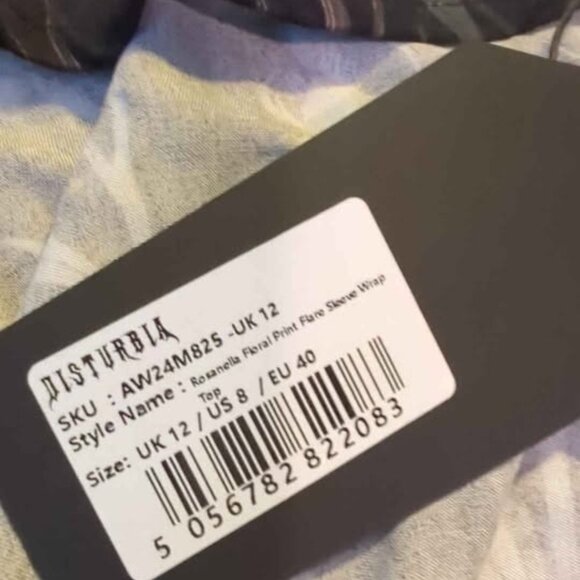 DISTURBIA
SKU : AW24M825 -UK 12
Style Name : Rosanella Floral Print Flare Sleeve Wrap
Top
Size: UK 12 / US 8 / EU 40
5 056782 822083